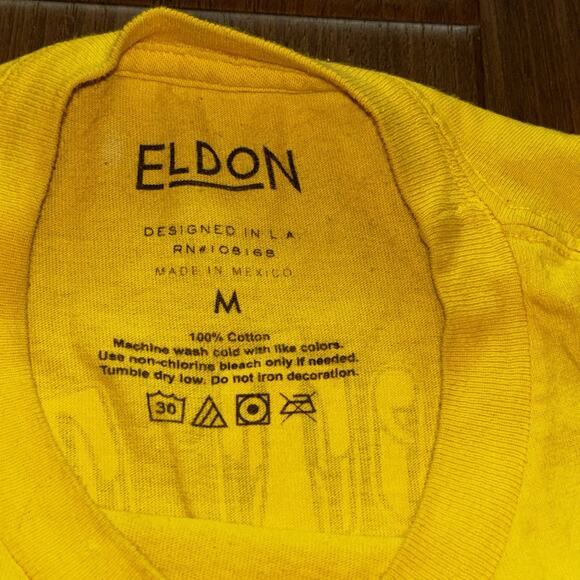 ELDON
DESIGNED IN L.A.
RN#108168
MADE IN MEXICO
M
100% Cotton
Machine wash cold with like colors.
Use non-chlorine bleach only if needed.
Tumble dry low. Do not iron decoration.
30